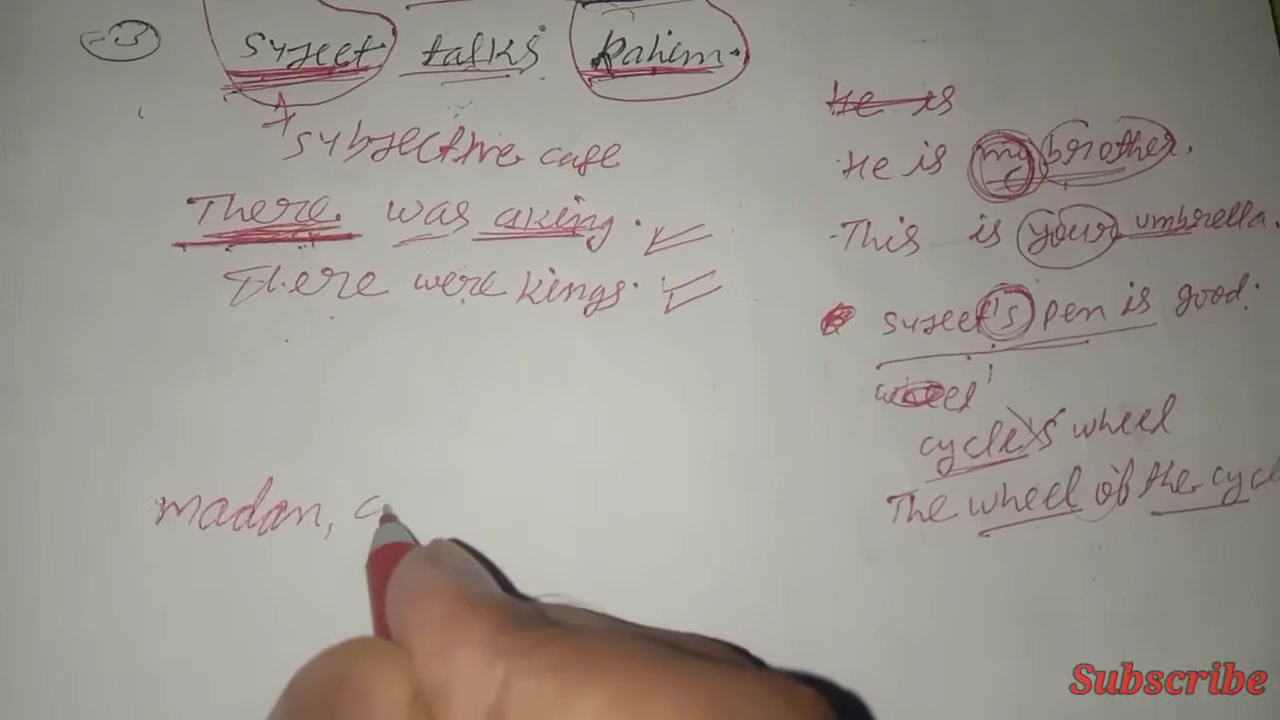 3
Sujeet talks Rahim.
subjective case
There was a king.
There were kings.
madan, c
He is
He is my brother.
This is your umbrella.
Sujeet's pen is good.
wheel'
cycle's wheel
The wheel of the cycl
Subscribe